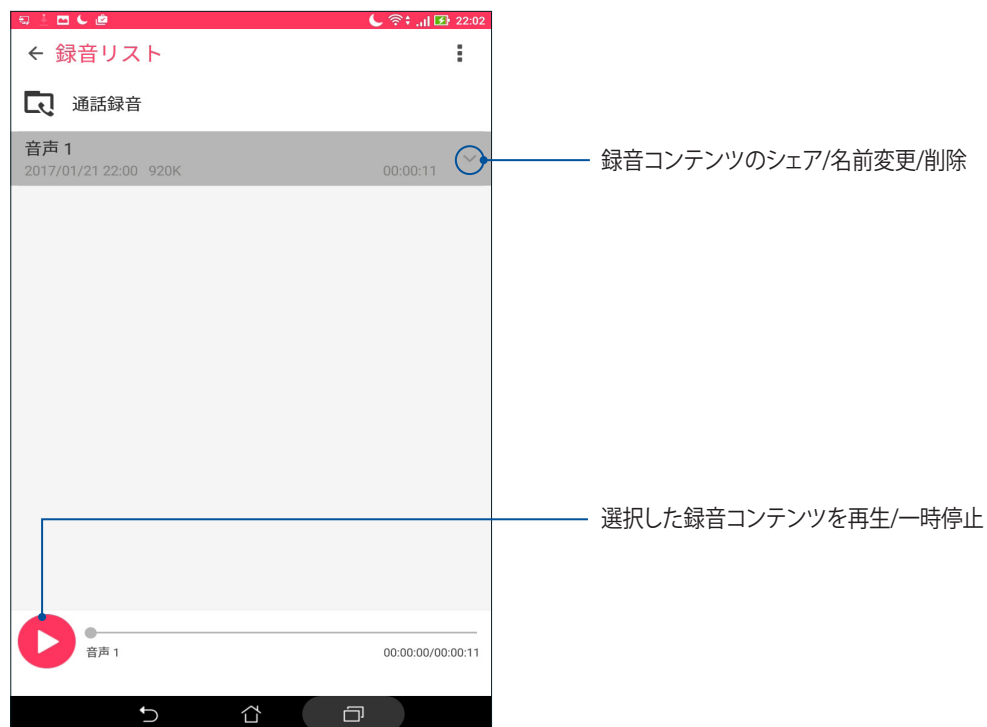 22:02
録音リスト
通話録音
音声 1
2017/01/21 22:00 920K 00:00:11
録音コンテンツのシェア/名前変更/削除
選択した録音コンテンツを再生/一時停止
音声 1 00:00:00/00:00:11